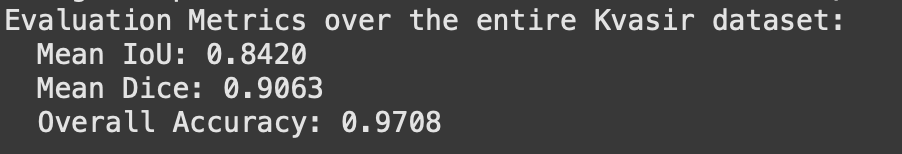 Evaluation Metrics over the entire Kvasir dataset:
Mean IoU: 0.8420
Mean Dice: 0.9063
Overall Accuracy: 0.9708